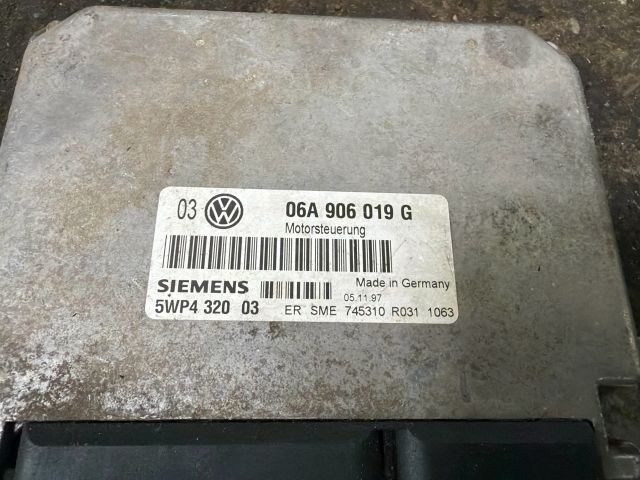 03 VW 06A 906 019 G
Motorsteuerung
SIEMENS Made in Germany
05.11.97
5WP4 320 03 ER SME 745310 R031 1063